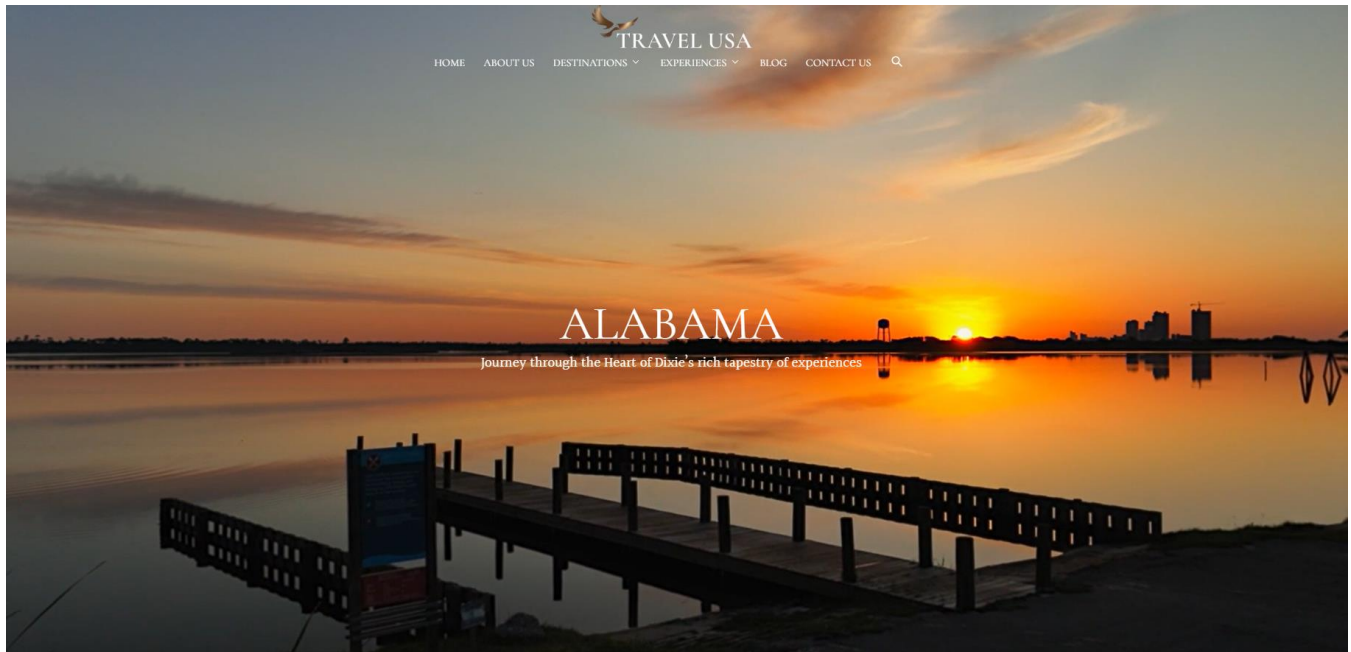 TRAVEL USA
HOME ABOUT US DESTINATIONS EXPERIENCES BLOG CONTACT US
ALABAMA
Journey through the Heart of Dixie's rich tapestry of experiences